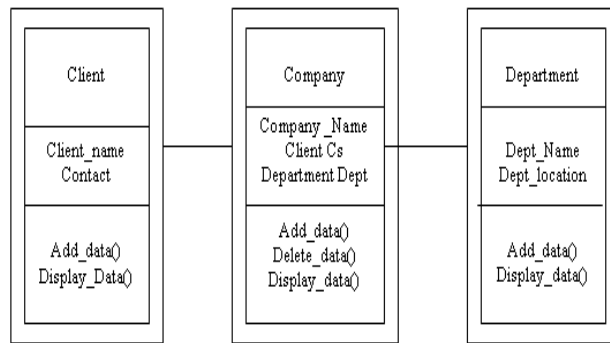 Client
Client_name
Contact
Add_data()
Display_Data()
Company
Company _Name
Client Cs
Department Dept
Add_data()
Delete_data()
Display_data()
Department
Dept_Name
Dept_location
Add_data()
Display_data()